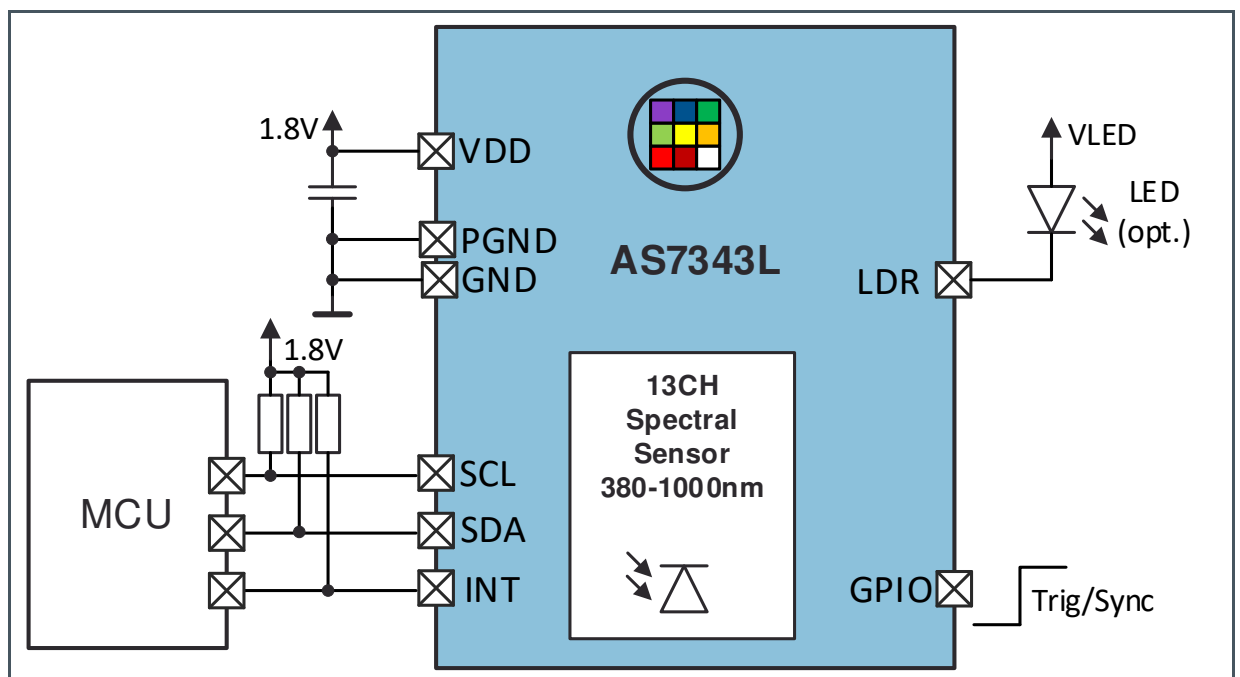 1.8V
VDD
PGND
GND
AS7343L
VLED
LED
(opt.)
LDR
1.8V
MCU
SCL
SDA
INT
13CH
Spectral
Sensor
380-1000nm
GPIO
Trig/Sync